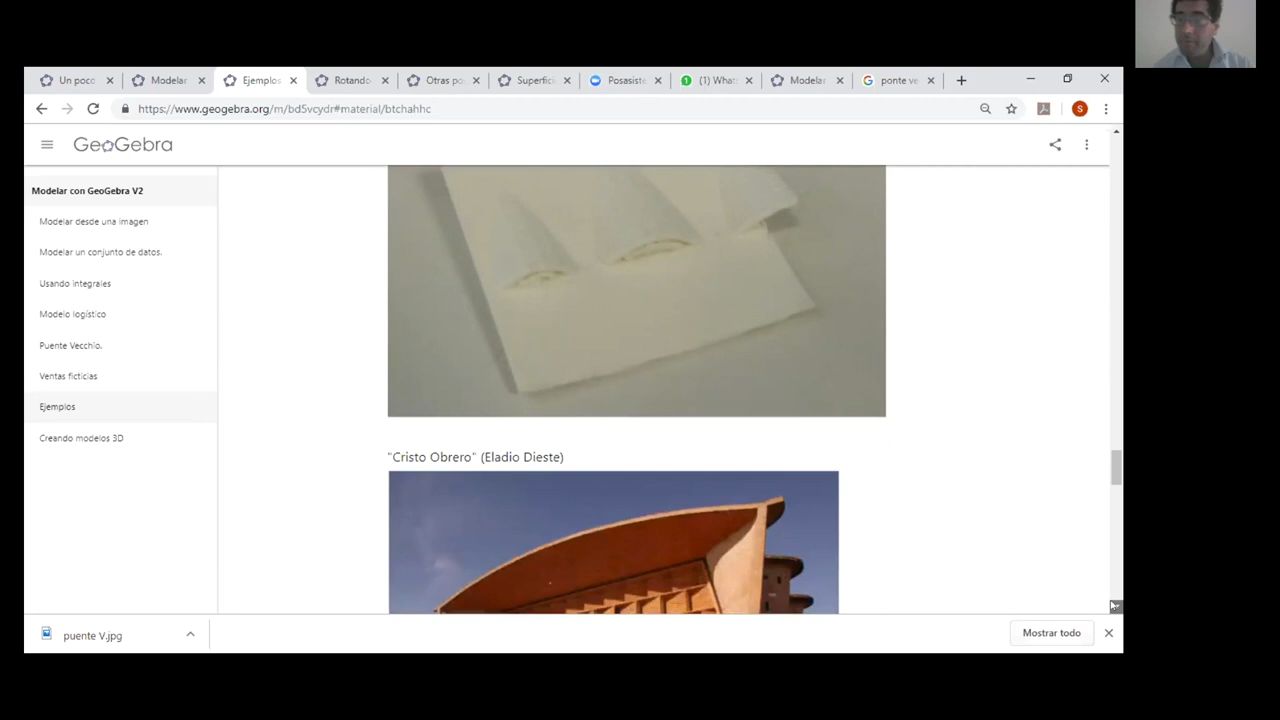 Un poco
Modelar
Ejemplos
Rotando
Otras po
Superfici
Posasiste
(1) What
Modelar
ponte ve
https://www.geogebra.org/m/bd5vcydr#material/btchahhc
S
GeoGebra
Modelar con GeoGebra V2
Modelar desde una imagen
Modelar un conjunto de datos.
Usando integrales
Modelo logístico
Puente Vecchio.
Ventas ficticias
Ejemplos
Creando modelos 3D
"Cristo Obrero" (Eladio Dieste)
puente V.jpg
Mostrar todo